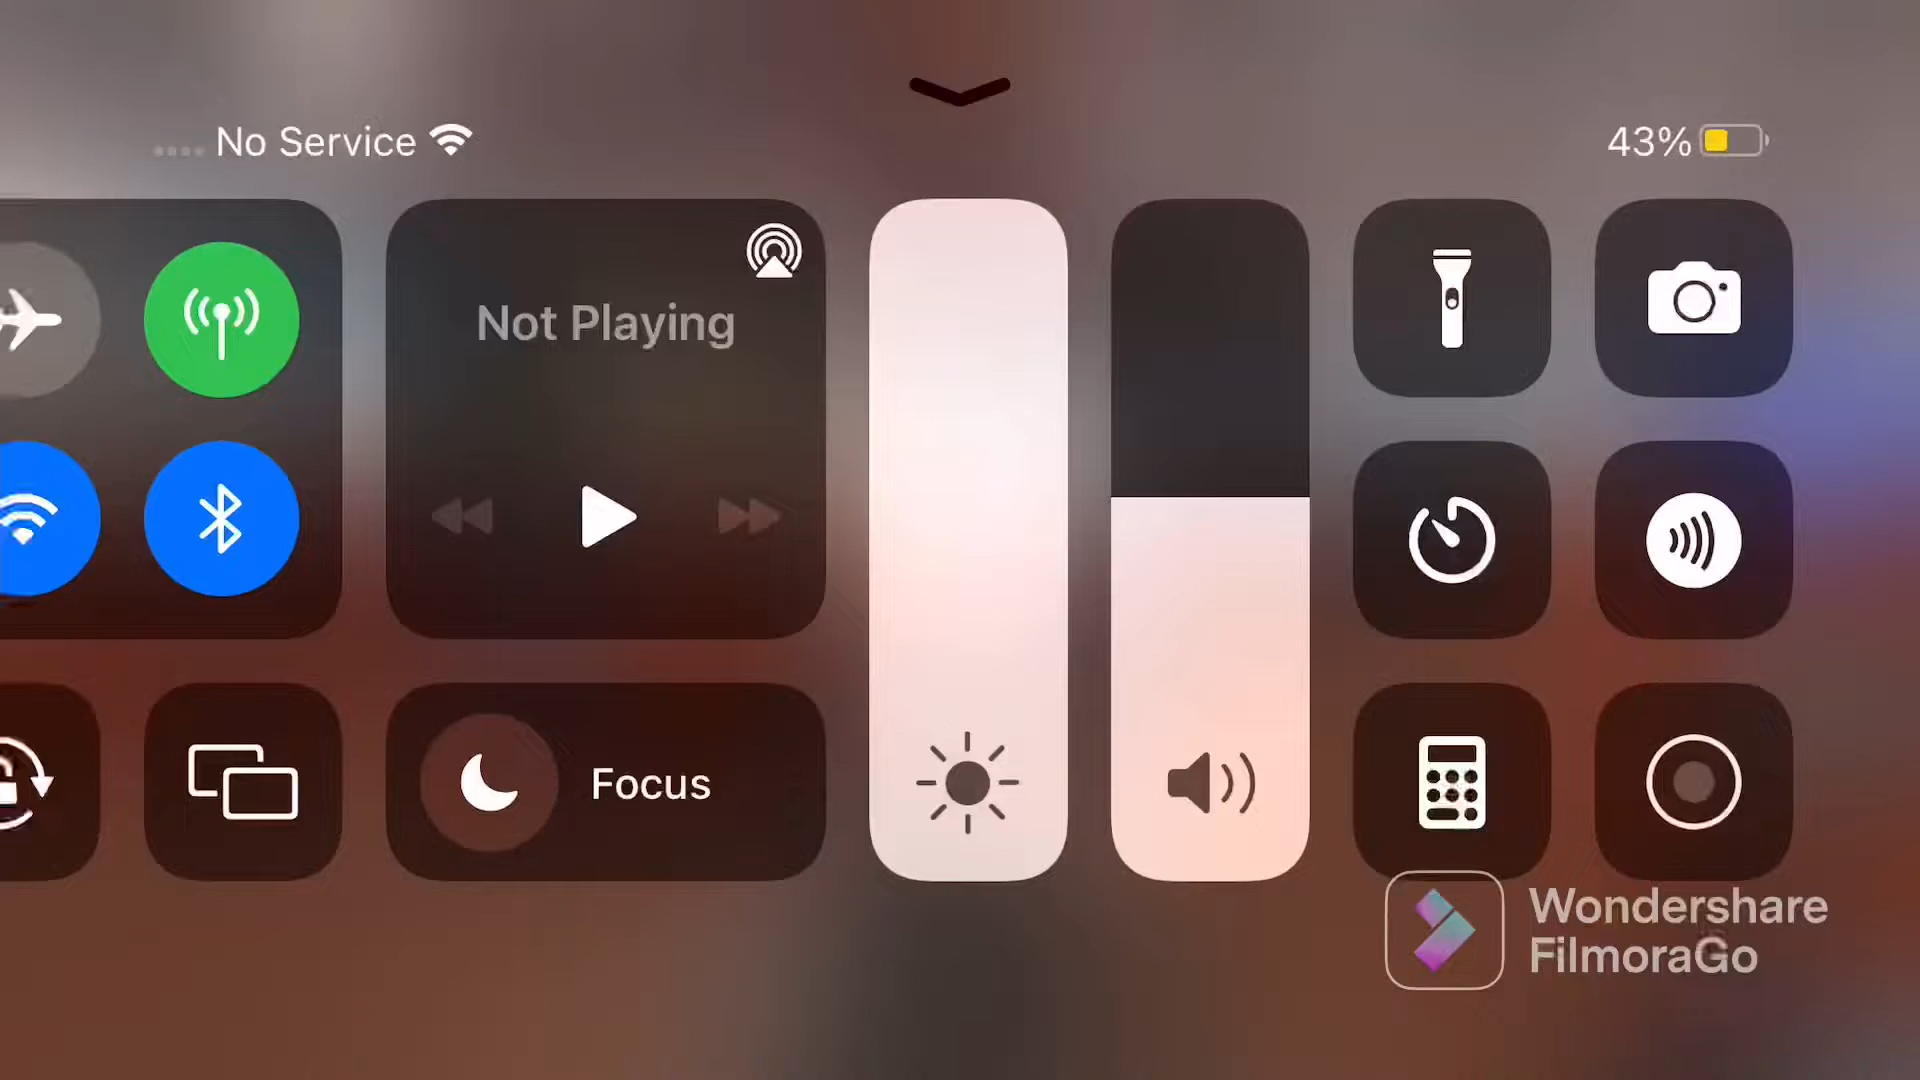 No Service
43%
Not Playing
Focus
Wondershare
FilmoraGo